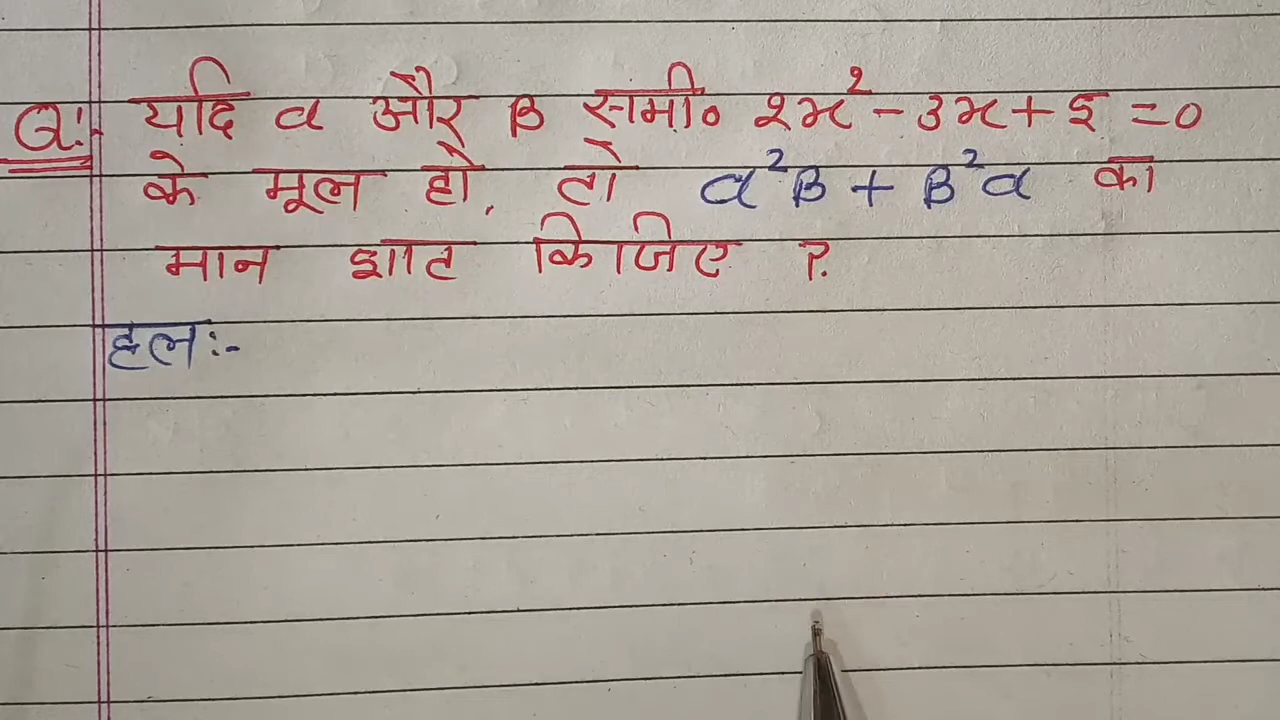 Q:- यदि α और β समी० 2x² - 3x + 5 = 0
के मूल हो, तो α²β + β²α का
मान ज्ञात किजिए ?
हल:-